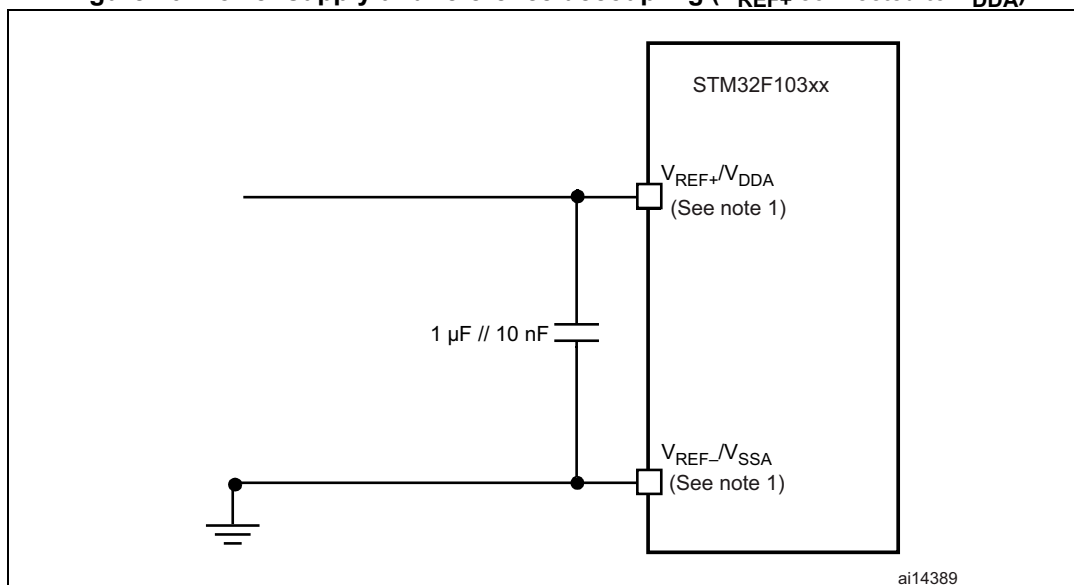 STM32F103xx
VREF+/VDDA
(See note 1)
1 µF // 10 nF
VREF–/VSSA
(See note 1)
ai14389